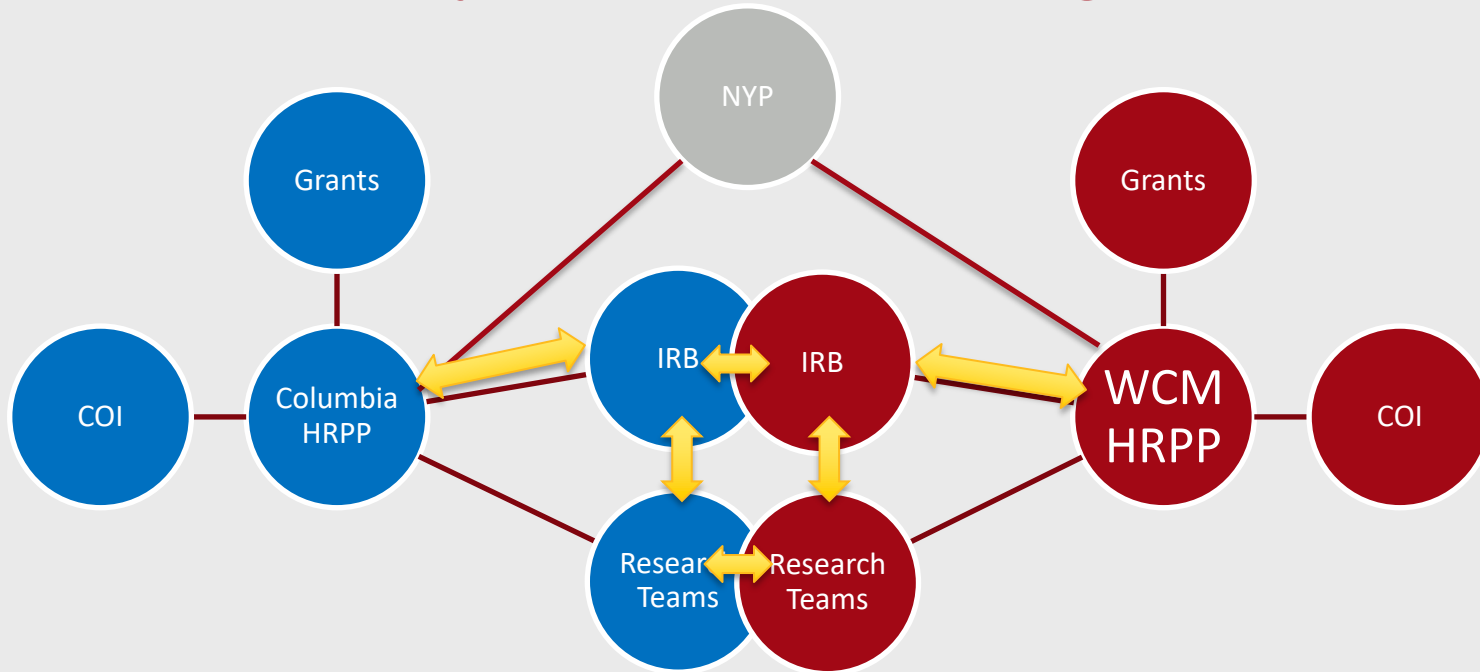 NYP
Grants
Grants
IRB
IRB
COI
Columbia
HRPP
WCM
HRPP
COI
Teams
Research
Teams